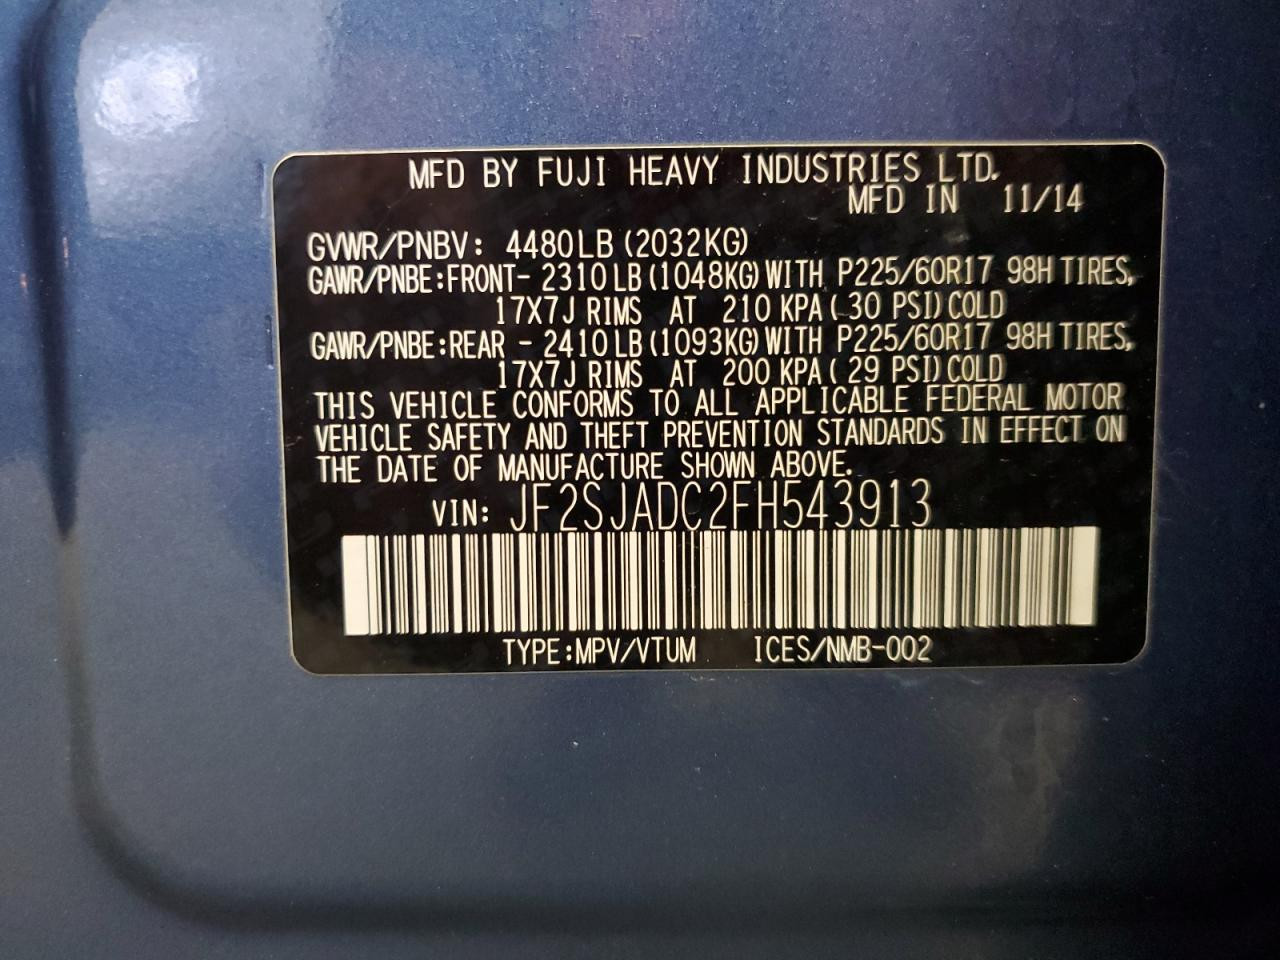 MFD BY FUJI HEAVY INDUSTRIES LTD.
MFD IN 11/14
GVWR/PNBV: 4480LB (2032KG)
GAWR/PNBE:FRONT- 2310 LB (1048KG) WITH P225/60R17 98H TIRES,
17X7J RIMS AT 210 KPA ( 30 PSI) COLD
GAWR/PNBE:REAR - 2410 LB (1093KG) WITH P225/60R17 98H TIRES,
17X7J RIMS AT 200 KPA ( 29 PSI) COLD
THIS VEHICLE CONFORMS TO ALL APPLICABLE FEDERAL MOTOR
VEHICLE SAFETY AND THEFT PREVENTION STANDARDS IN EFFECT ON
THE DATE OF MANUFACTURE SHOWN ABOVE.
VIN: JF2SJADC2FH543913
TYPE:MPV/VTUM ICES/NMB-002